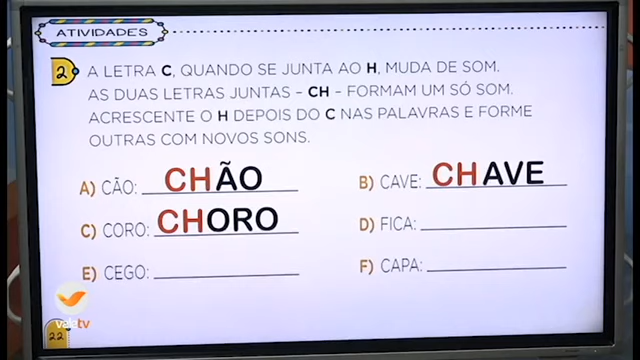 ATIVIDADES
2 A LETRA C, QUANDO SE JUNTA AO H, MUDA DE SOM.
AS DUAS LETRAS JUNTAS – CH – FORMAM UM SÓ SOM.
ACRESCENTE O H DEPOIS DO C NAS PALAVRAS E FORME
OUTRAS COM NOVOS SONS.
A) CÃO: CHÃO B) CAVE: CHAVE
C) CORO: CHORO D) FICA:
E) CEGO: F) CAPA:
22